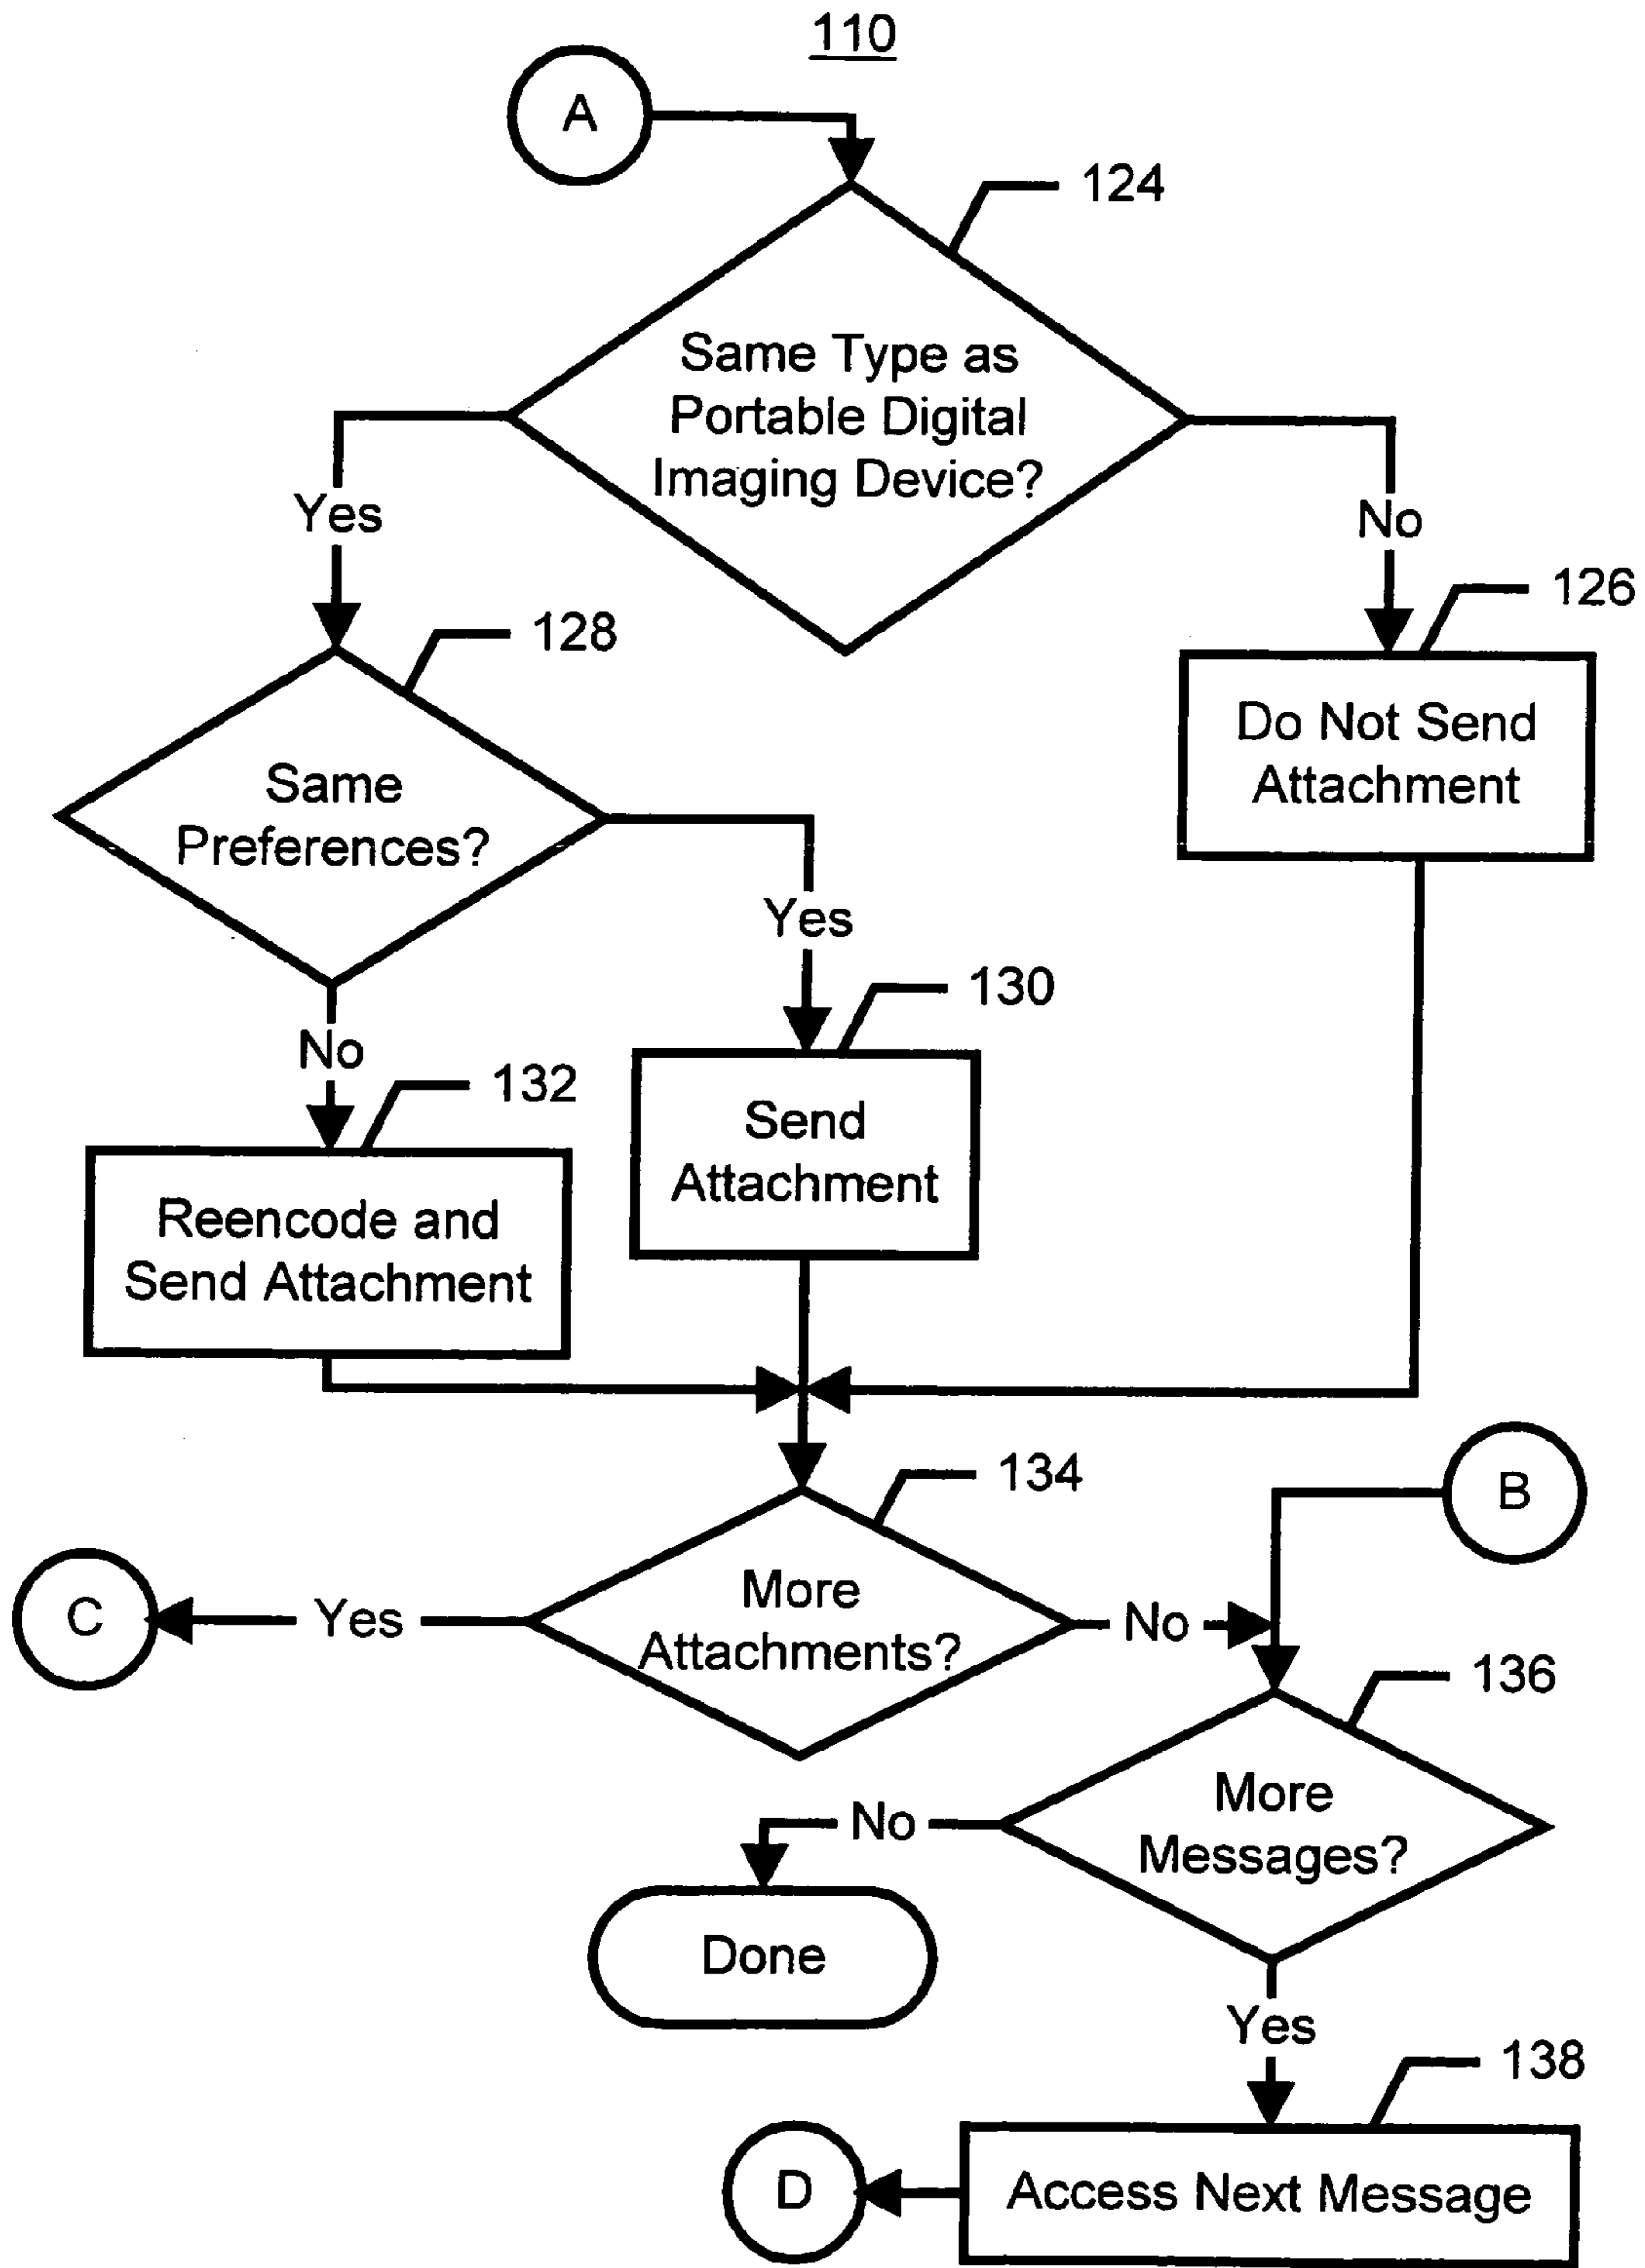 110
A
124
Same Type as
Portable Digital
Imaging Device?
Yes
No
126
128
Do Not Send
Attachment
Same
Preferences?
Yes
130
No
132
Send
Attachment
Reencode and
Send Attachment
134
B
C
Yes
More
Attachments?
No
136
More
Messages?
No
Done
Yes
138
D
Access Next Message